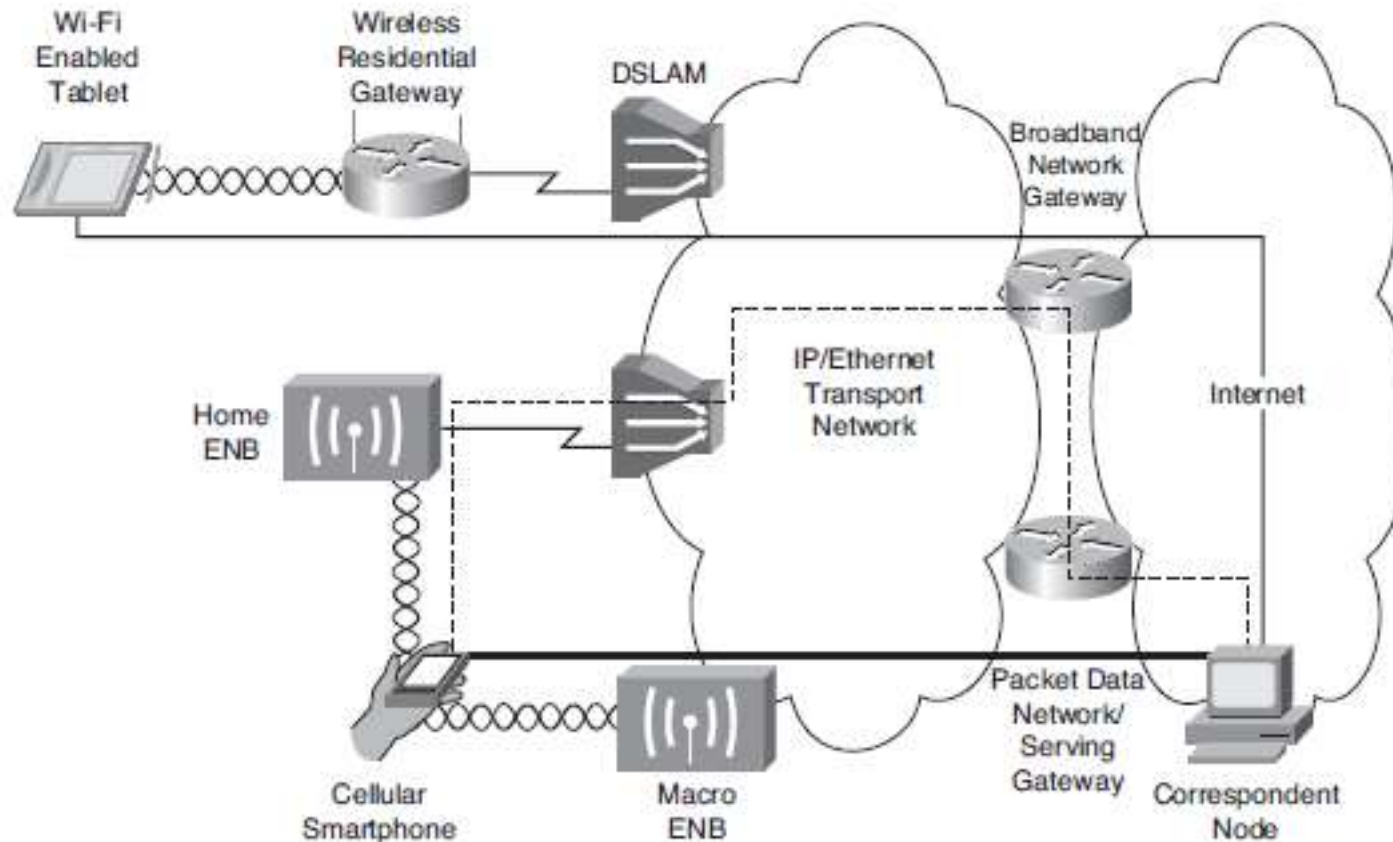 Wi-Fi
Enabled
Tablet
Wireless
Residential
Gateway
DSLAM
Broadband
Network
Gateway
IP/Ethernet
Transport
Network
Internet
Home
ENB
Packet Data
Network/
Serving
Gateway
Cellular
Smartphone
Macro
ENB
Correspondent
Node